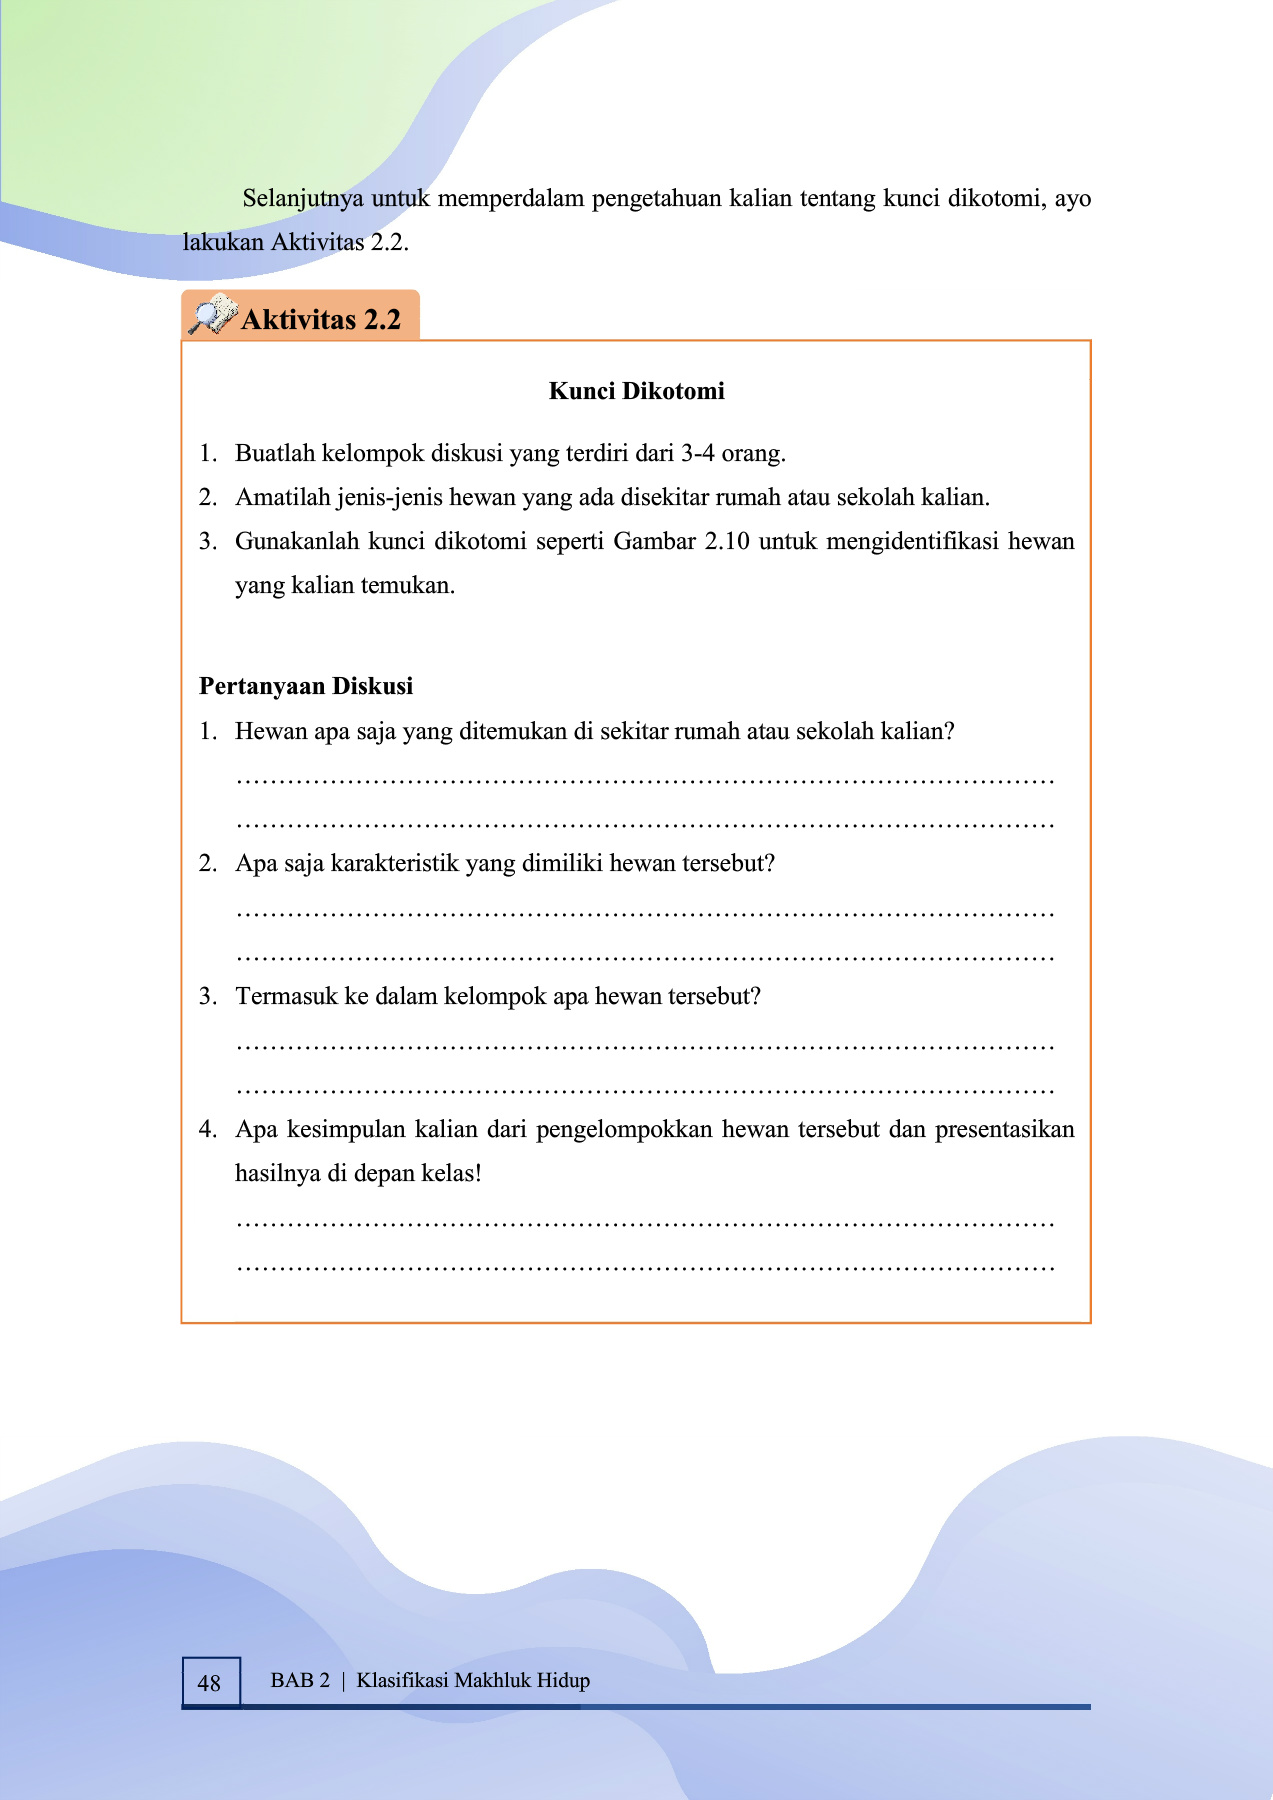 Selanjutnya untuk memperdalam pengetahuan kalian tentang kunci dikotomi, ayo
lakukan Aktivitas 2.2.
Aktivitas 2.2
Kunci Dikotomi
1. Buatlah kelompok diskusi yang terdiri dari 3-4 orang.
2. Amatilah jenis-jenis hewan yang ada disekitar rumah atau sekolah kalian.
3. Gunakanlah kunci dikotomi seperti Gambar 2.10 untuk mengidentifikasi hewan
yang kalian temukan.
Pertanyaan Diskusi
1. Hewan apa saja yang ditemukan di sekitar rumah atau sekolah kalian?
……………………………………………………………………………………
……………………………………………………………………………………
2. Apa saja karakteristik yang dimiliki hewan tersebut?
……………………………………………………………………………………
……………………………………………………………………………………
3. Termasuk ke dalam kelompok apa hewan tersebut?
……………………………………………………………………………………
……………………………………………………………………………………
4. Apa kesimpulan kalian dari pengelompokkan hewan tersebut dan presentasikan
hasilnya di depan kelas!
……………………………………………………………………………………
……………………………………………………………………………………
48 BAB 2 | Klasifikasi Makhluk Hidup